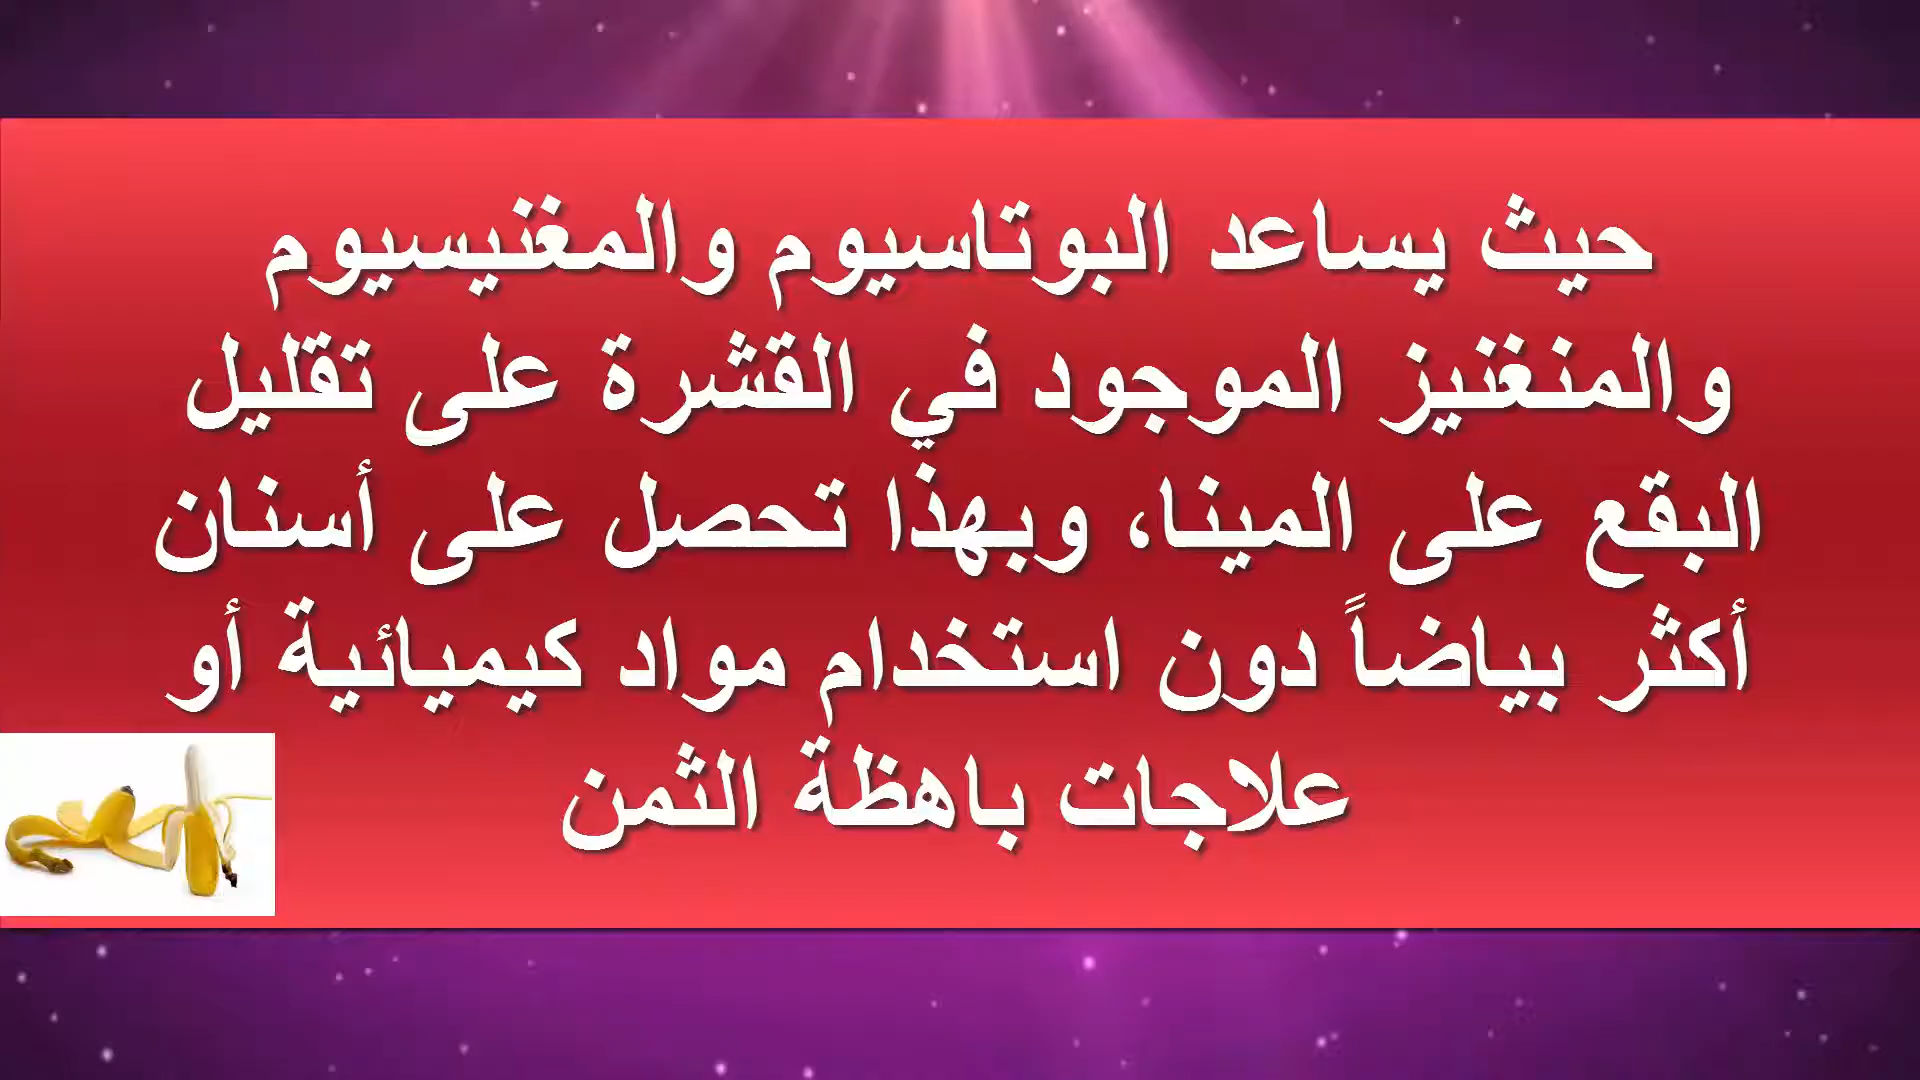 حيث يساعد البوتاسيوم والمغنيسيوم
والمنغنيز الموجود في القشرة على تقليل
البقع على المينا، وبهذا تحصل على أسنان
أكثر بياضاً دون استخدام مواد كيميائية أو
علاجات باهظة الثمن